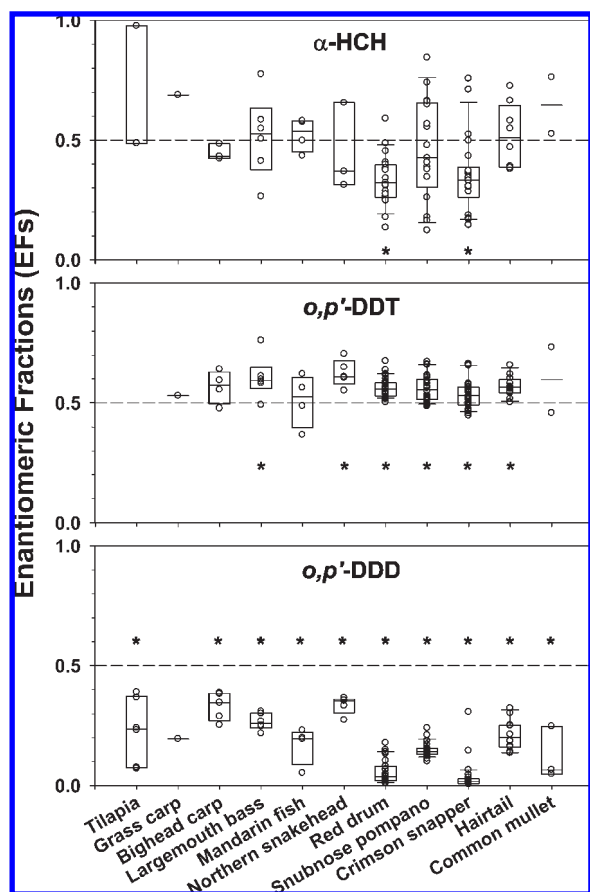 Enantiomeric Fractions (EFs)
α-HCH
1.0
0.5
0.0
* *
o,p'-DDT
1.0
0.5
0.0
* * * * * *
o,p'-DDD
1.0
* * * * * * * * * *
0.5
0.0
Tilapia
Grass carp
Bighead carp
Largemouth bass
Mandarin fish
Northern snakehead
Red drum
Snubnose pompano
Crimson snapper
Hairtail
Common mullet